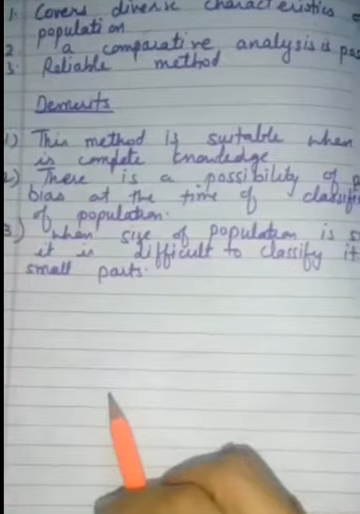 1. Covers diverse characteristics
population
2. a comparative analysis is
3. Reliable method
Demerits
1) This method is suitable when
is complete knowledge
2) There is a possibility of
bias at the time of
of population.
3) when size of population is
it is difficult to classify it
small parts.